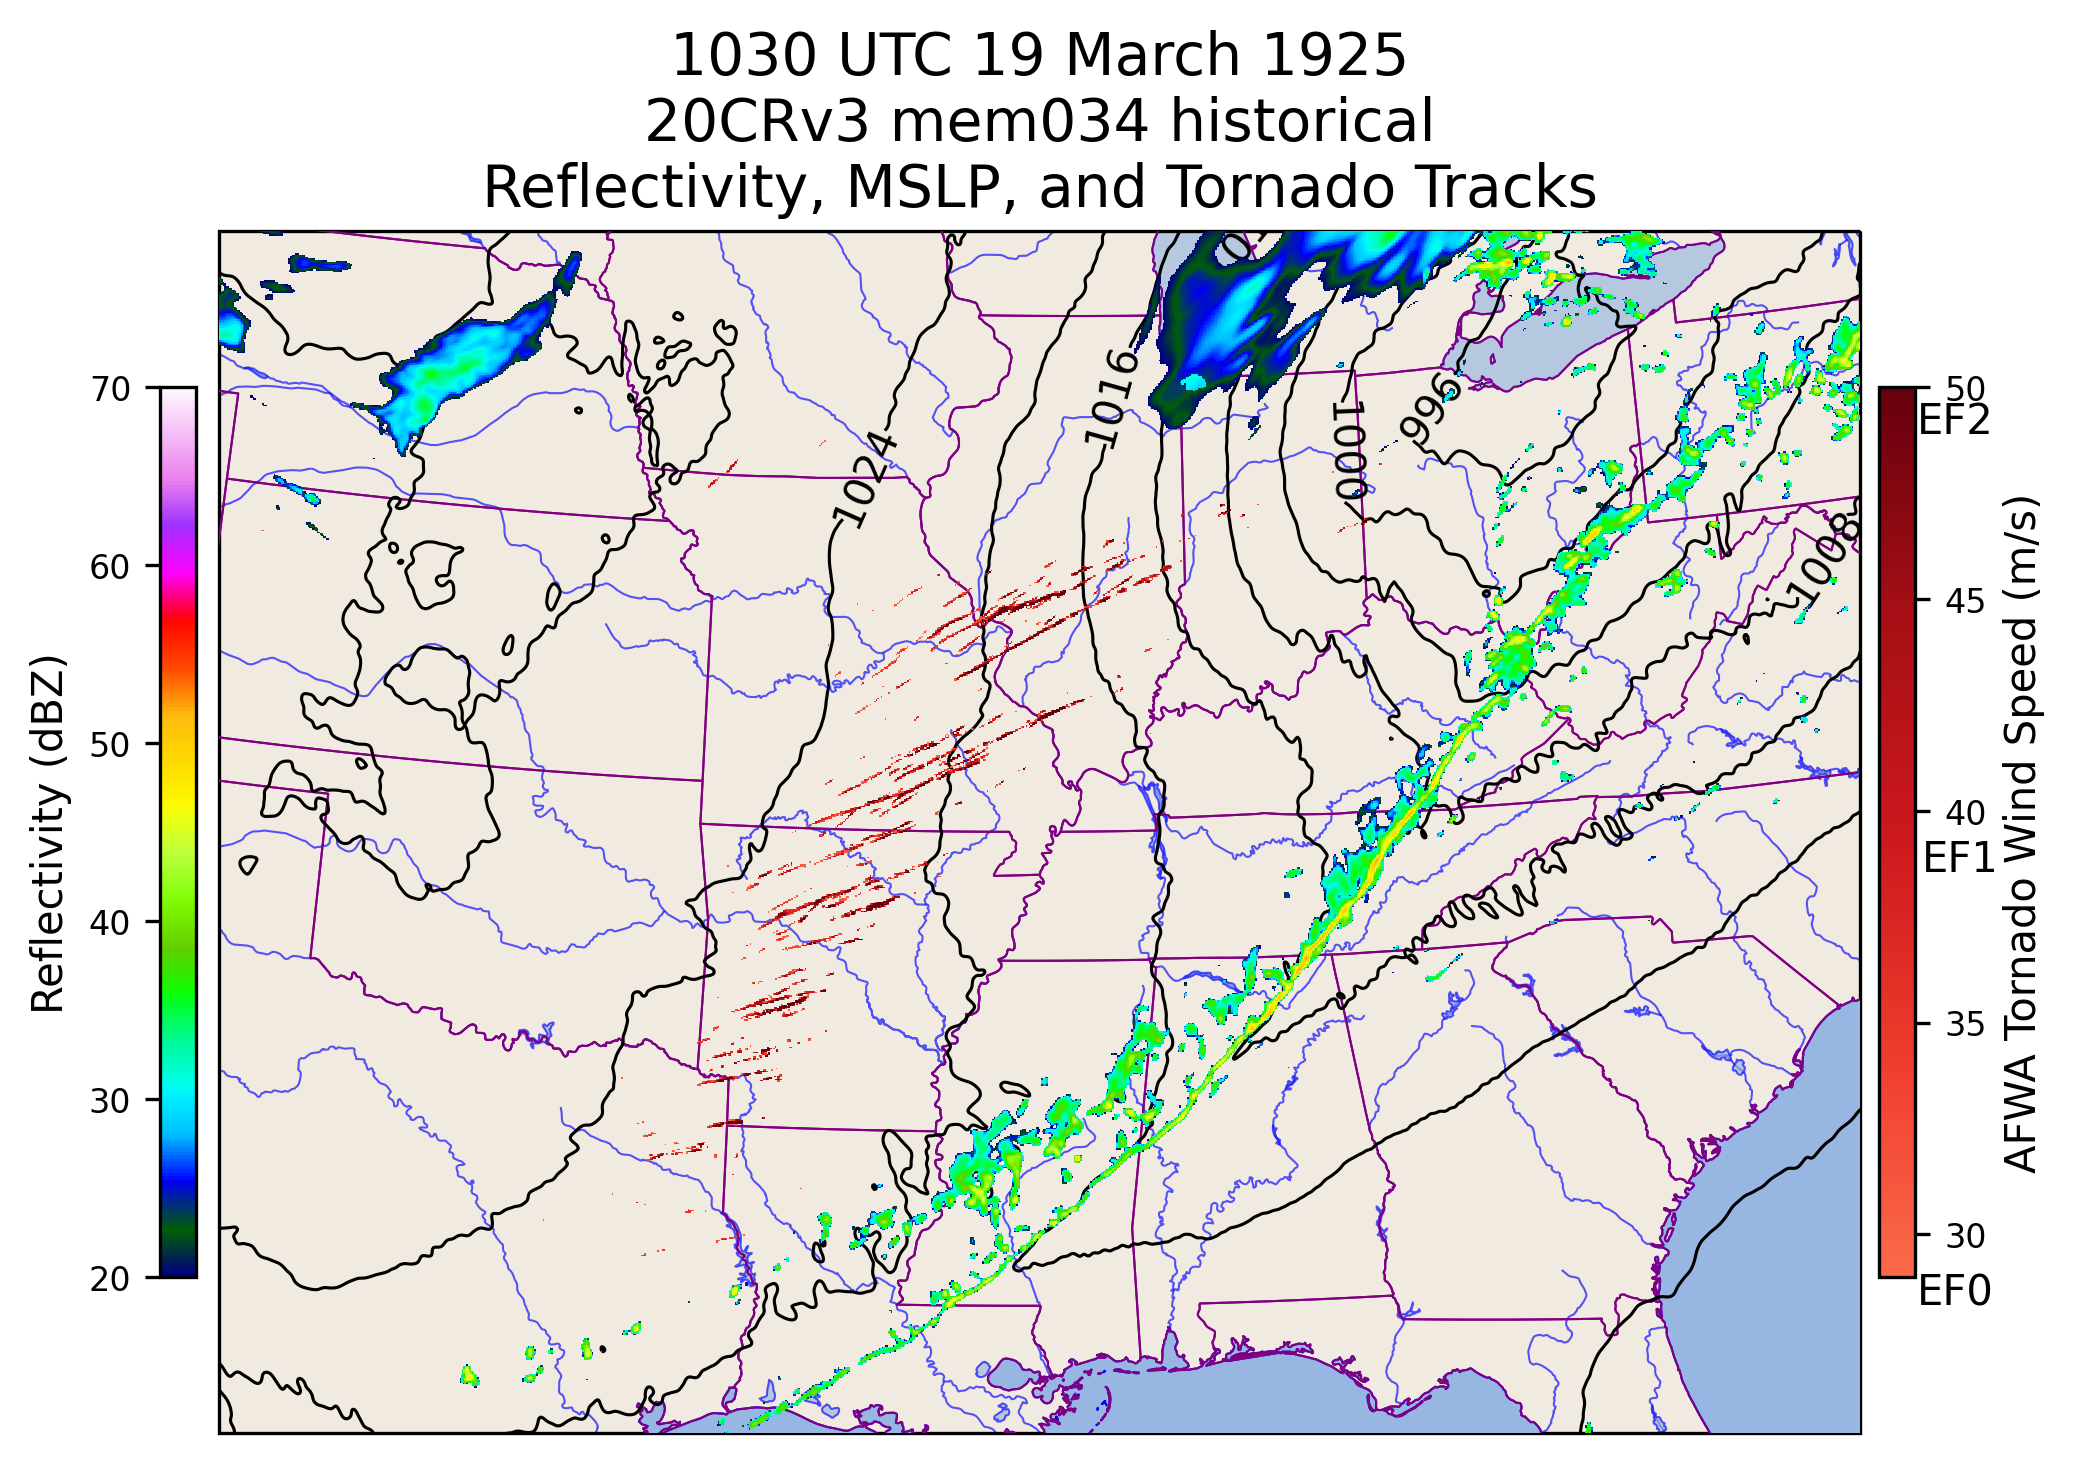 1030 UTC 19 March 1925
20CRv3 mem034 historical
Reflectivity, MSLP, and Tornado Tracks
Reflectivity (dBZ)
70
60
50
40
30
20
1024
1016
1000
996
1008
50
EF2
45
40
EF1
35
30
EF0
AFWA Tornado Wind Speed (m/s)